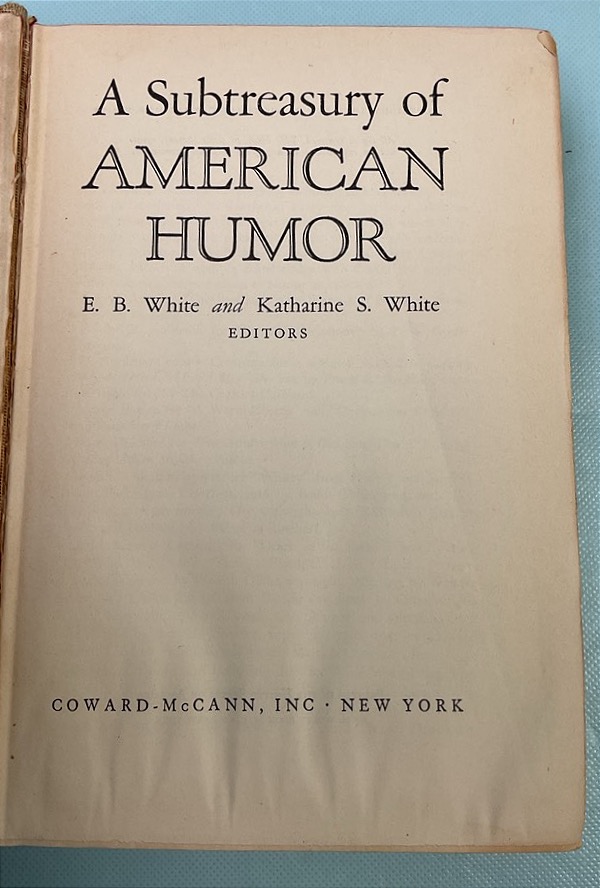 A Subtreasury of
AMERICAN
HUMOR
E. B. White and Katharine S. White
EDITORS
COWARD-McCANN, INC · NEW YORK